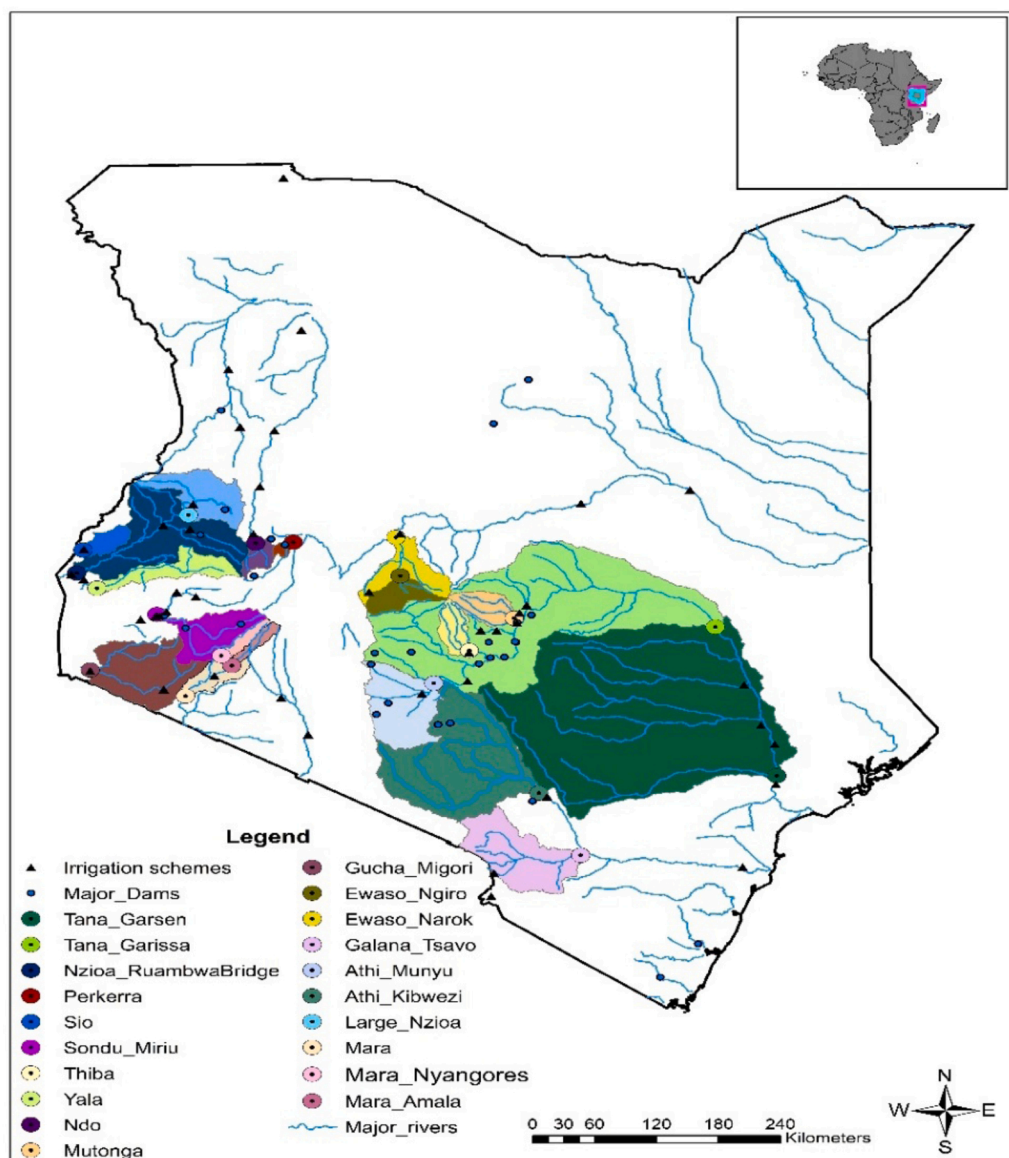 Legend
Irrigation schemes
Major_Dams
Tana_Garsen
Tana_Garissa
Nzioa_RuambwaBridge
Perkerra
Sio
Sondu_Miriu
Thiba
Yala
Ndo
Mutonga
Gucha_Migori
Ewaso_Ngiro
Ewaso_Narok
Galana_Tsavo
Athi_Munyu
Athi_Kibwezi
Large_Nzioa
Mara
Mara_Nyangores
Mara_Amala
Major_rivers
N
W E
S
0 30 60 120 180 240
Kilometers